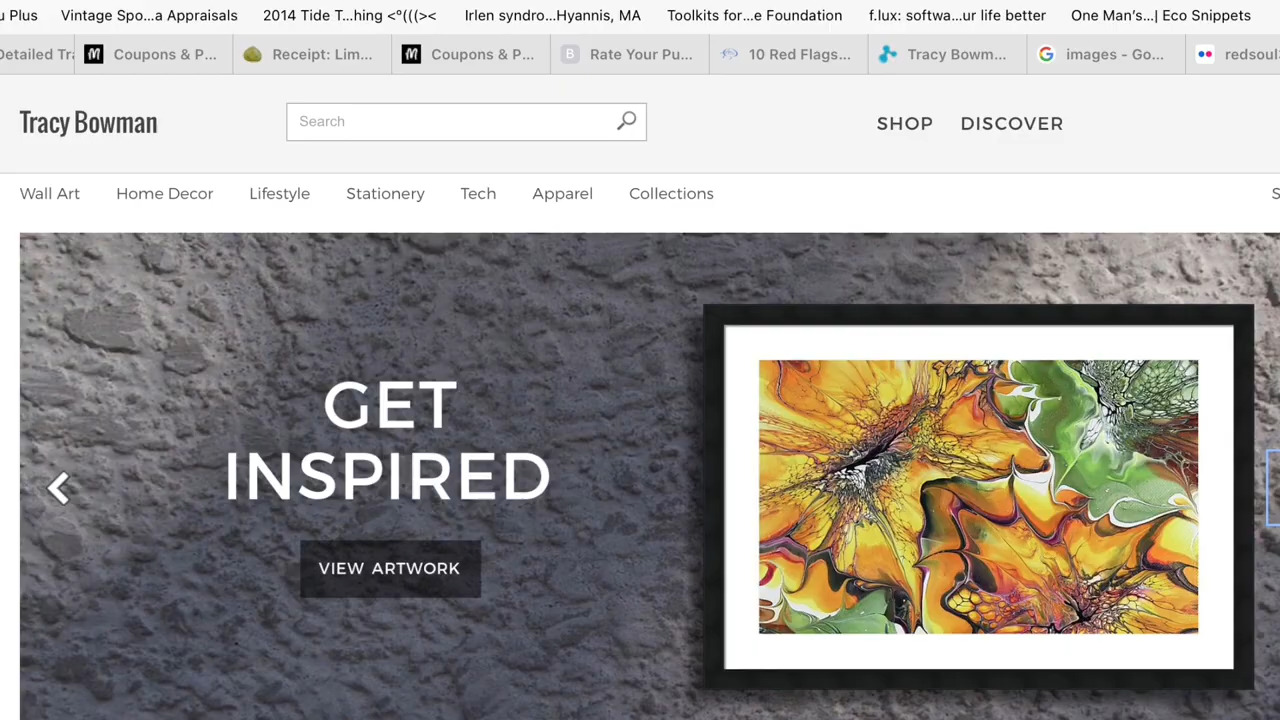 u Plus Vintage Spo...a Appraisals 2014 Tide T...hing <°(((>< Irlen syndro...Hyannis, MA Toolkits for...e Foundation f.lux: softwa...ur life better One Man's...| Eco Snippets
Detailed Tra Coupons & P... Receipt: Lim... Coupons & P... Rate Your Pu... 10 Red Flags... Tracy Bowm... images - Go... redsoul
Tracy Bowman Search SHOP DISCOVER
Wall Art Home Decor Lifestyle Stationery Tech Apparel Collections S
GET
INSPIRED
VIEW ARTWORK